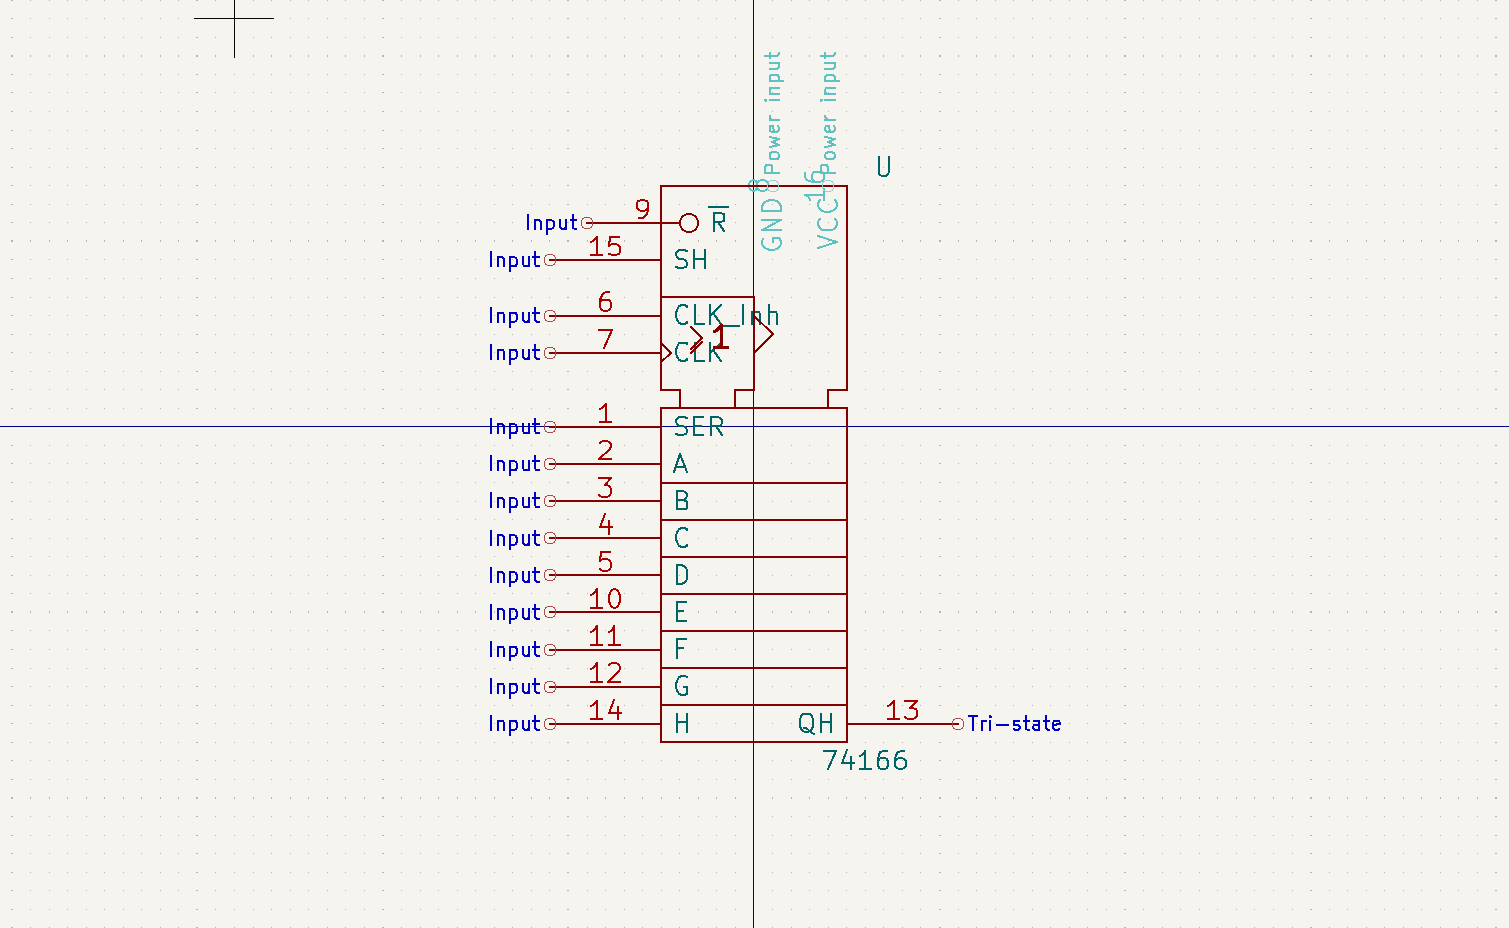 Power input
Power input
U
8
16
GND
VCC
Input 9 R
Input 15 SH
Input 6 CLK_Inh
1
Input 7 CLK
Input 1 SER
Input 2 A
Input 3 B
Input 4 C
Input 5 D
Input 10 E
Input 11 F
Input 12 G
Input 14 H QH 13 Tri-state
74166